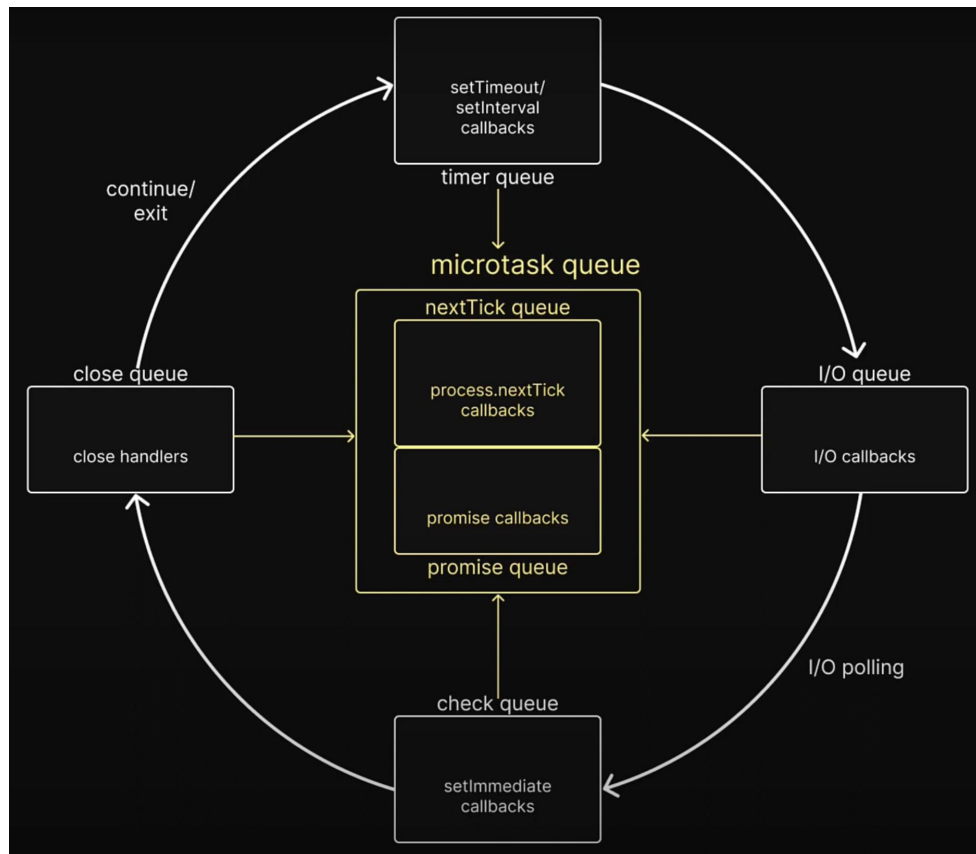 setTimeout/
setInterval
callbacks
timer queue
continue/
exit
microtask queue
nextTick queue
process.nextTick
callbacks
promise callbacks
promise queue
close queue
close handlers
I/O queue
I/O callbacks
I/O polling
check queue
setImmediate
callbacks